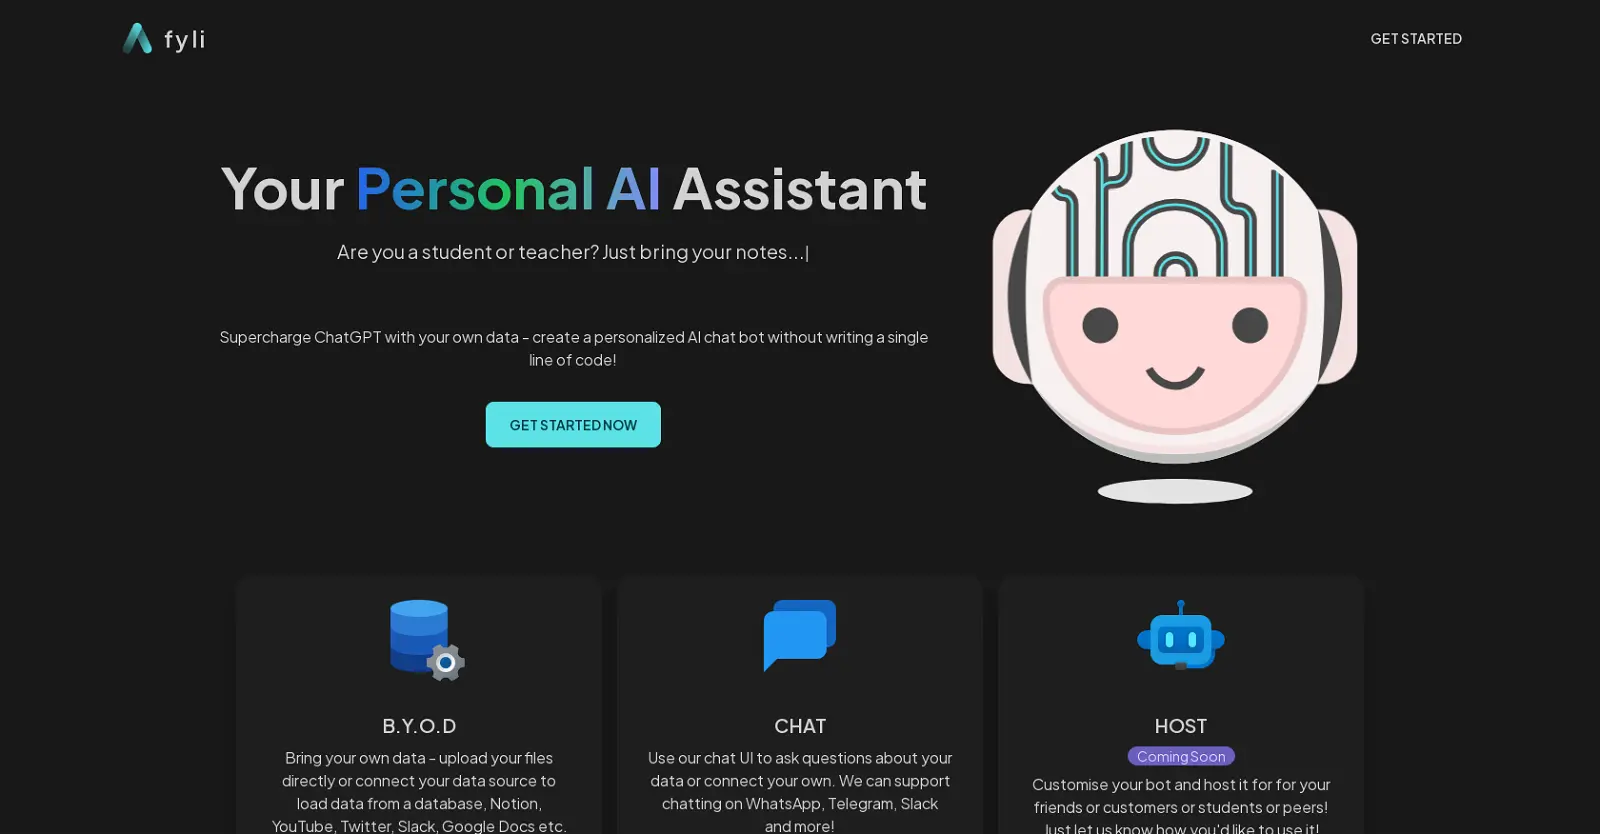 fyli
GET STARTED
Your Personal AI Assistant
Are you a student or teacher? Just bring your notes...|
Supercharge ChatGPT with your own data - create a personalized AI chat bot without writing a single
line of code!
GET STARTED NOW
B.Y.O.D
Bring your own data - upload your files
directly or connect your data source to
load data from a database, Notion,
YouTube, Twitter, Slack, Google Docs etc.
CHAT
Use our chat UI to ask questions about your
data or connect your own. We can support
chatting on WhatsApp, Telegram, Slack
and more!
HOST
Coming Soon
Customise your bot and host it for for your
friends or customers or students or peers!
Just let us know how you'd like to use it!